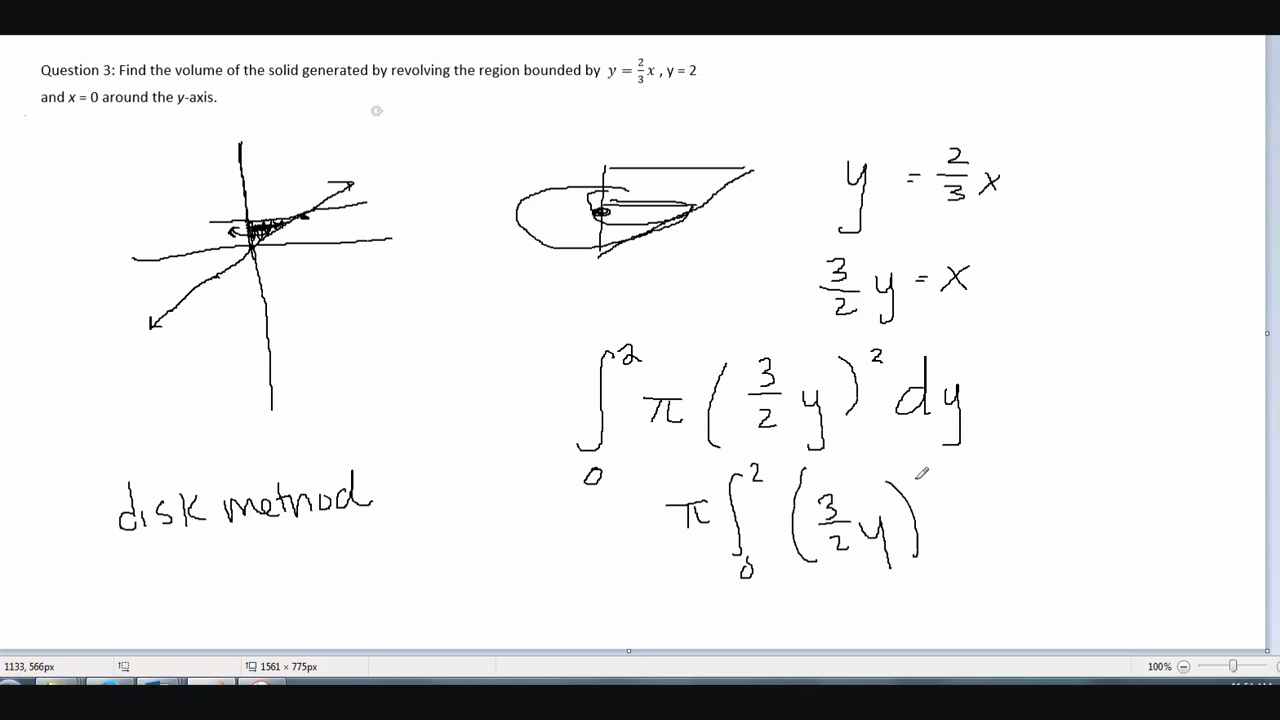 Question 3: Find the volume of the solid generated by revolving the region bounded by y = 2/3 x , y = 2
and x = 0 around the y-axis.
y = 2/3 x
3/2 y = x
∫₀² π ( 3/2 y )² dy
π ∫₀² ( 3/2 y )
disk method
1133, 566px
1561 × 775px
100%